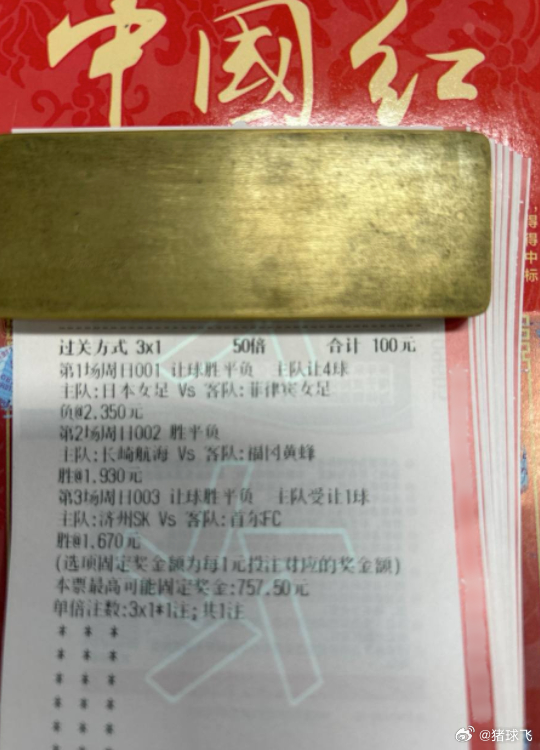 中國红
得
得
中
标
过关方式 3x1 50倍 合计 100元
第1场周日001 让球胜平负 主队让4球
主队:日本女足 Vs 客队:菲律宾女足
负@2.350元
第2场周日002 胜平负
主队:长崎航海 Vs 客队:福冈黄蜂
胜@1.930元
第3场周日003 让球胜平负 主队受让1球
主队:济州SK Vs 客队:首尔FC
胜@1.670元
(选项固定奖金额为每1元投注对应的奖金额)
本票最高可能固定奖金:757.50元
单倍注数:3x1*1注;共1注
* * *
* * *
* * *
* * *
* * *
@猪球飞